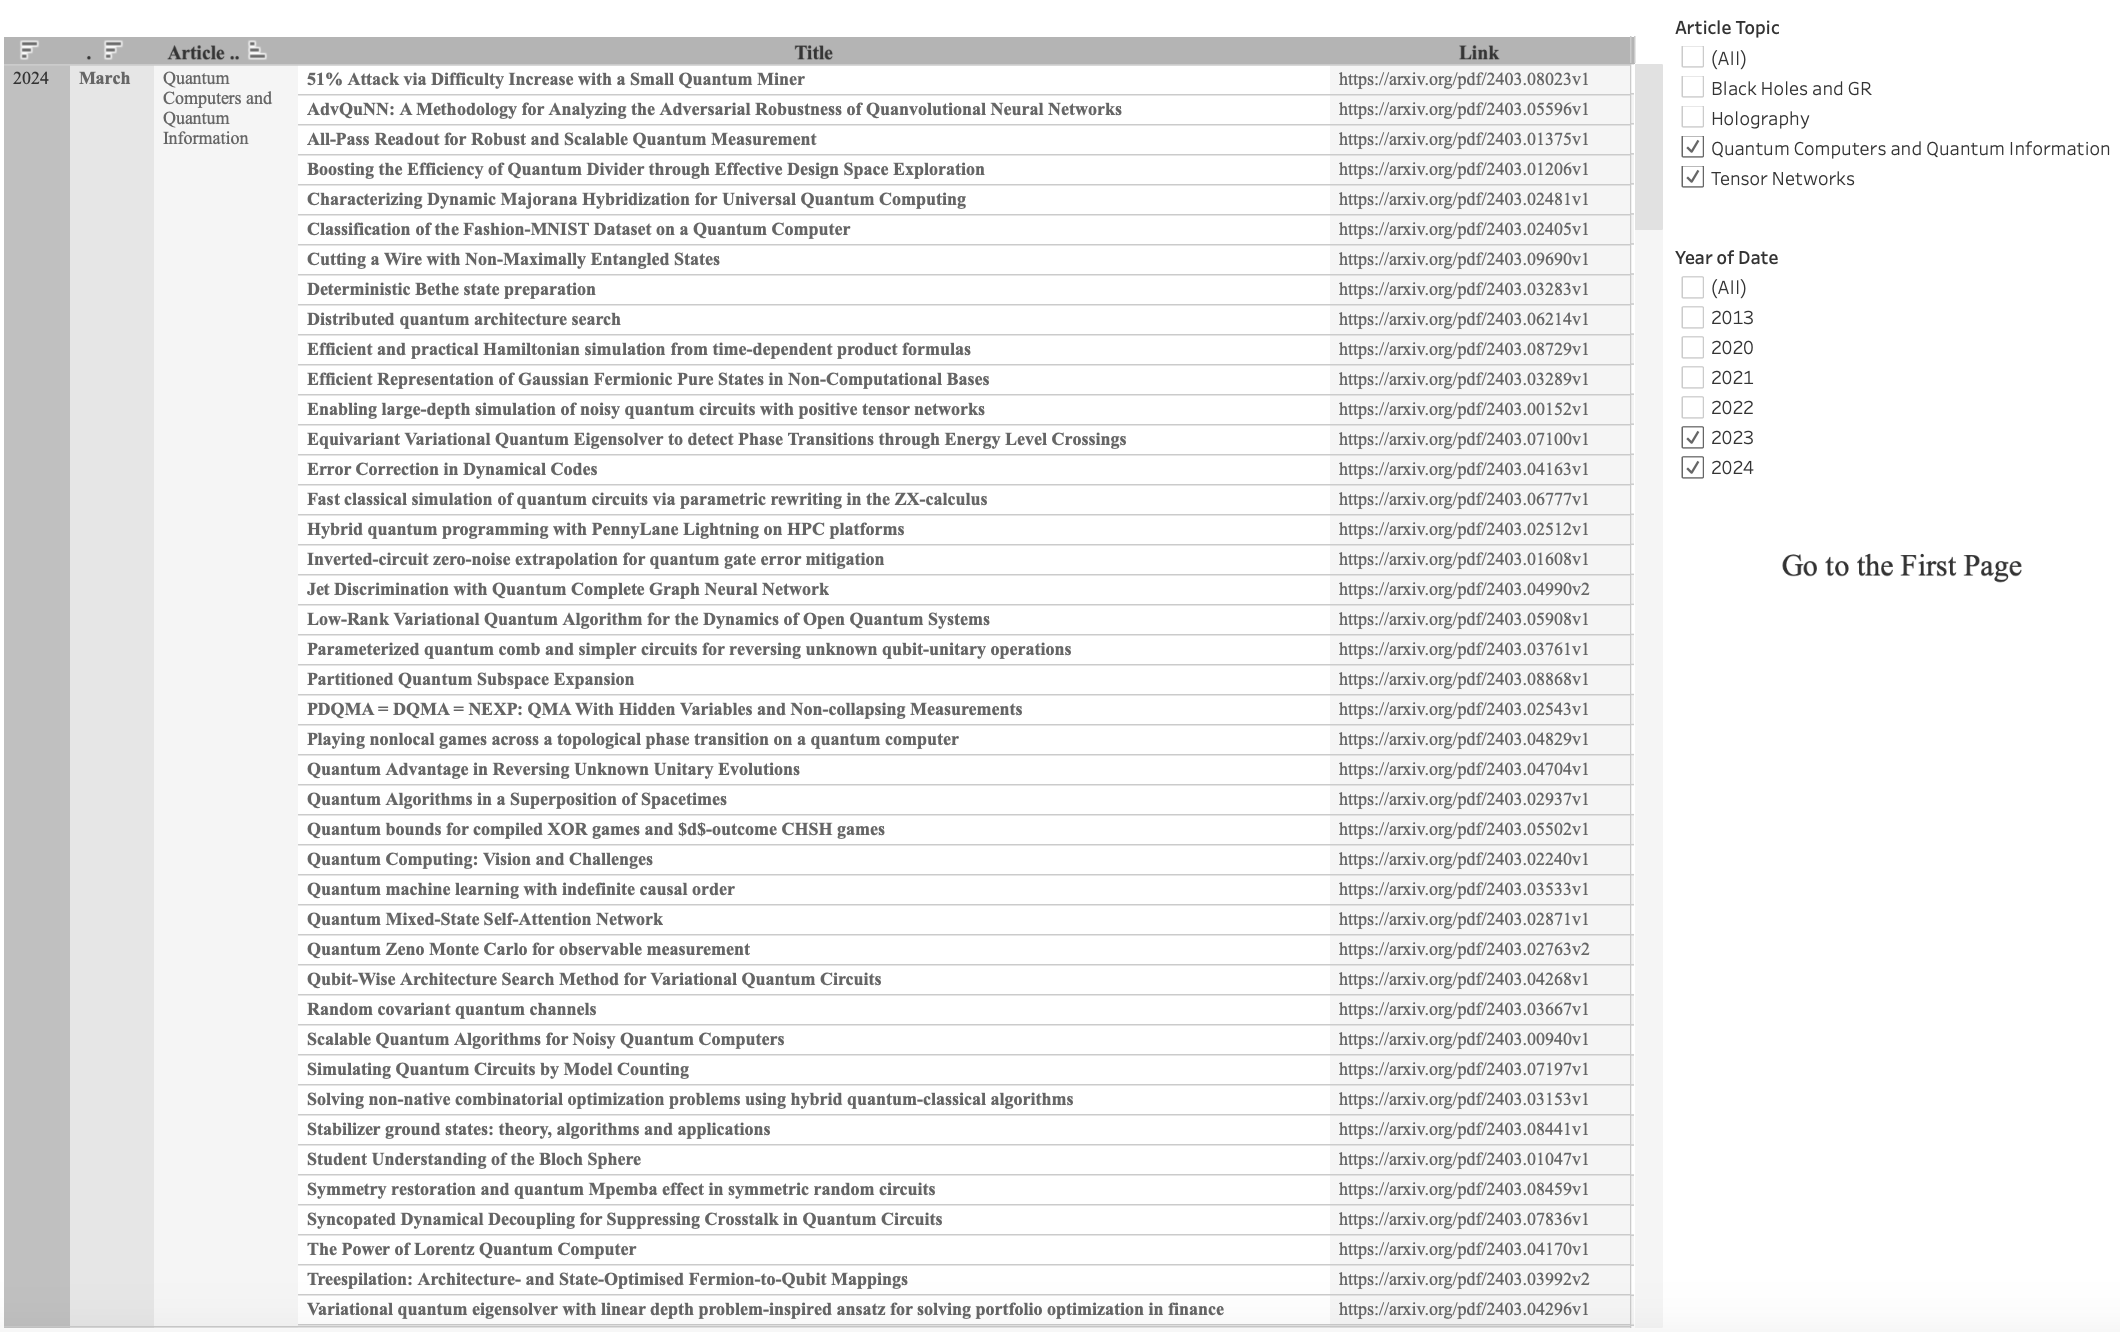 . Article .. Title Link
2024 March Quantum Computers and Quantum Information
51% Attack via Difficulty Increase with a Small Quantum Miner https://arxiv.org/pdf/2403.08023v1
AdvQuNN: A Methodology for Analyzing the Adversarial Robustness of Quanvolutional Neural Networks https://arxiv.org/pdf/2403.05596v1
All-Pass Readout for Robust and Scalable Quantum Measurement https://arxiv.org/pdf/2403.01375v1
Boosting the Efficiency of Quantum Divider through Effective Design Space Exploration https://arxiv.org/pdf/2403.01206v1
Characterizing Dynamic Majorana Hybridization for Universal Quantum Computing https://arxiv.org/pdf/2403.02481v1
Classification of the Fashion-MNIST Dataset on a Quantum Computer https://arxiv.org/pdf/2403.02405v1
Cutting a Wire with Non-Maximally Entangled States https://arxiv.org/pdf/2403.09690v1
Deterministic Bethe state preparation https://arxiv.org/pdf/2403.03283v1
Distributed quantum architecture search https://arxiv.org/pdf/2403.06214v1
Efficient and practical Hamiltonian simulation from time-dependent product formulas https://arxiv.org/pdf/2403.08729v1
Efficient Representation of Gaussian Fermionic Pure States in Non-Computational Bases https://arxiv.org/pdf/2403.03289v1
Enabling large-depth simulation of noisy quantum circuits with positive tensor networks https://arxiv.org/pdf/2403.00152v1
Equivariant Variational Quantum Eigensolver to detect Phase Transitions through Energy Level Crossings https://arxiv.org/pdf/2403.07100v1
Error Correction in Dynamical Codes https://arxiv.org/pdf/2403.04163v1
Fast classical simulation of quantum circuits via parametric rewriting in the ZX-calculus https://arxiv.org/pdf/2403.06777v1
Hybrid quantum programming with PennyLane Lightning on HPC platforms https://arxiv.org/pdf/2403.02512v1
Inverted-circuit zero-noise extrapolation for quantum gate error mitigation https://arxiv.org/pdf/2403.01608v1
Jet Discrimination with Quantum Complete Graph Neural Network https://arxiv.org/pdf/2403.04990v2
Low-Rank Variational Quantum Algorithm for the Dynamics of Open Quantum Systems https://arxiv.org/pdf/2403.05908v1
Parameterized quantum comb and simpler circuits for reversing unknown qubit-unitary operations https://arxiv.org/pdf/2403.03761v1
Partitioned Quantum Subspace Expansion https://arxiv.org/pdf/2403.08868v1
PDQMA = DQMA = NEXP: QMA With Hidden Variables and Non-collapsing Measurements https://arxiv.org/pdf/2403.02543v1
Playing nonlocal games across a topological phase transition on a quantum computer https://arxiv.org/pdf/2403.04829v1
Quantum Advantage in Reversing Unknown Unitary Evolutions https://arxiv.org/pdf/2403.04704v1
Quantum Algorithms in a Superposition of Spacetimes https://arxiv.org/pdf/2403.02937v1
Quantum bounds for compiled XOR games and $d$-outcome CHSH games https://arxiv.org/pdf/2403.05502v1
Quantum Computing: Vision and Challenges https://arxiv.org/pdf/2403.02240v1
Quantum machine learning with indefinite causal order https://arxiv.org/pdf/2403.03533v1
Quantum Mixed-State Self-Attention Network https://arxiv.org/pdf/2403.02871v1
Quantum Zeno Monte Carlo for observable measurement https://arxiv.org/pdf/2403.02763v2
Qubit-Wise Architecture Search Method for Variational Quantum Circuits https://arxiv.org/pdf/2403.04268v1
Random covariant quantum channels https://arxiv.org/pdf/2403.03667v1
Scalable Quantum Algorithms for Noisy Quantum Computers https://arxiv.org/pdf/2403.00940v1
Simulating Quantum Circuits by Model Counting https://arxiv.org/pdf/2403.07197v1
Solving non-native combinatorial optimization problems using hybrid quantum-classical algorithms https://arxiv.org/pdf/2403.03153v1
Stabilizer ground states: theory, algorithms and applications https://arxiv.org/pdf/2403.08441v1
Student Understanding of the Bloch Sphere https://arxiv.org/pdf/2403.01047v1
Symmetry restoration and quantum Mpemba effect in symmetric random circuits https://arxiv.org/pdf/2403.08459v1
Syncopated Dynamical Decoupling for Suppressing Crosstalk in Quantum Circuits https://arxiv.org/pdf/2403.07836v1
The Power of Lorentz Quantum Computer https://arxiv.org/pdf/2403.04170v1
Treespilation: Architecture- and State-Optimised Fermion-to-Qubit Mappings https://arxiv.org/pdf/2403.03992v2
Variational quantum eigensolver with linear depth problem-inspired ansatz for solving portfolio optimization in finance https://arxiv.org/pdf/2403.04296v1
Article Topic
(All)
Black Holes and GR
Holography
Quantum Computers and Quantum Information
Tensor Networks
Year of Date
(All)
2013
2020
2021
2022
2023
2024
Go to the First Page